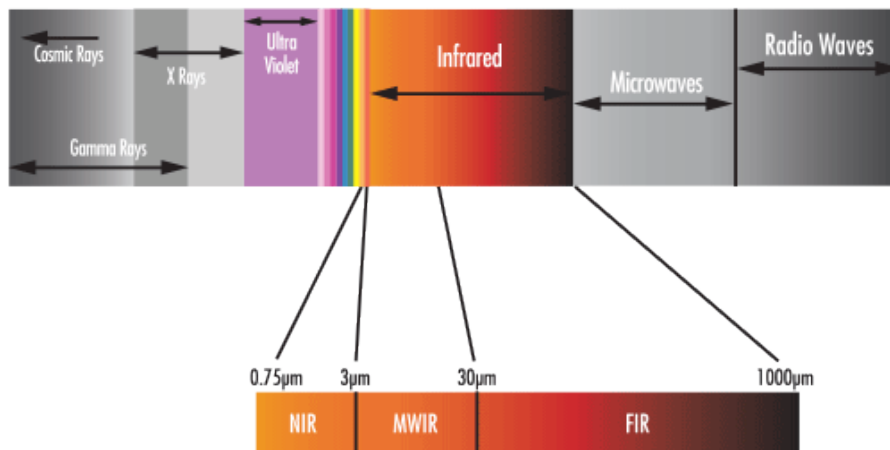 Cosmic Rays
X Rays
Gamma Rays
Ultra
Violet
Infrared
Microwaves
Radio Waves
0.75µm
3µm
30µm
1000µm
NIR
MWIR
FIR